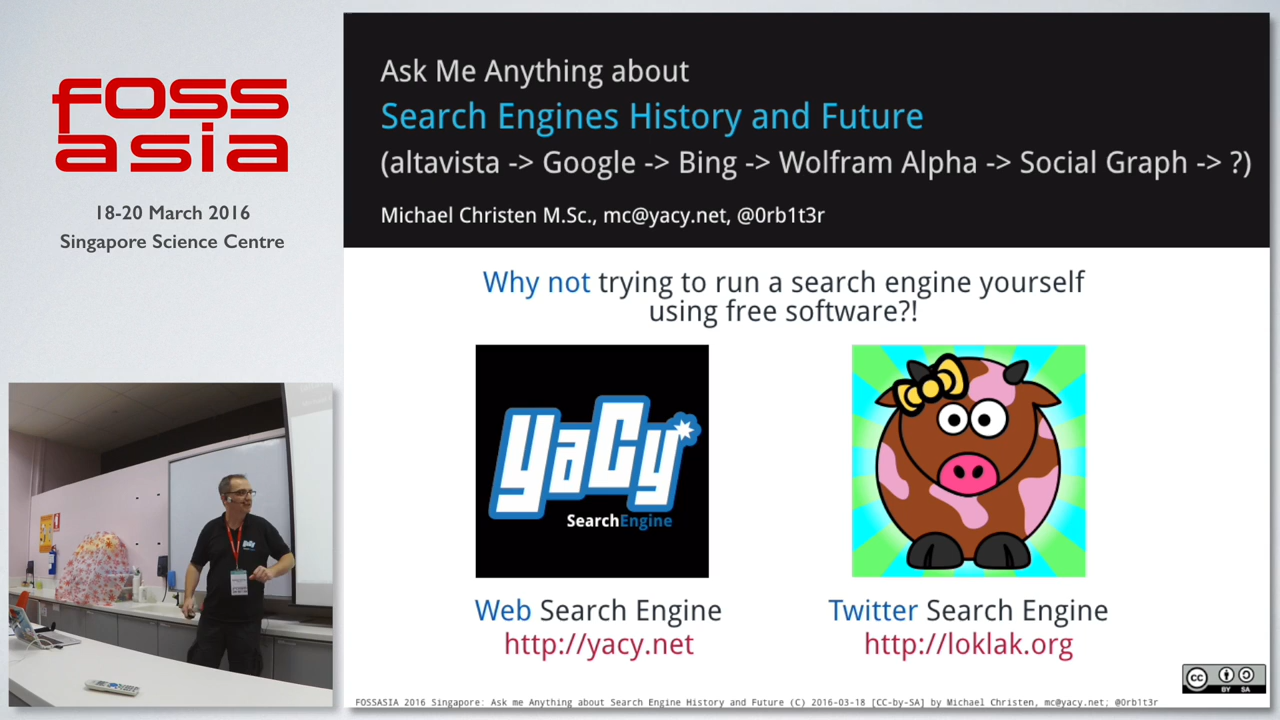 FOSS
asia
18-20 March 2016
Singapore Science Centre
Ask Me Anything about
Search Engines History and Future
(altavista -> Google -> Bing -> Wolfram Alpha -> Social Graph -> ?)
Michael Christen M.Sc., mc@yacy.net, @0rb1t3r
Why not trying to run a search engine yourself
using free software?!
yacy
SearchEngine
Web Search Engine
http://yacy.net
Twitter Search Engine
http://loklak.org
cc BY SA
FOSSASIA 2016 Singapore: Ask me Anything about Search Engine History and Future (C) 2016-03-18 [CC-by-SA] by Michael Christen, mc@yacy.net; @0rb1t3r